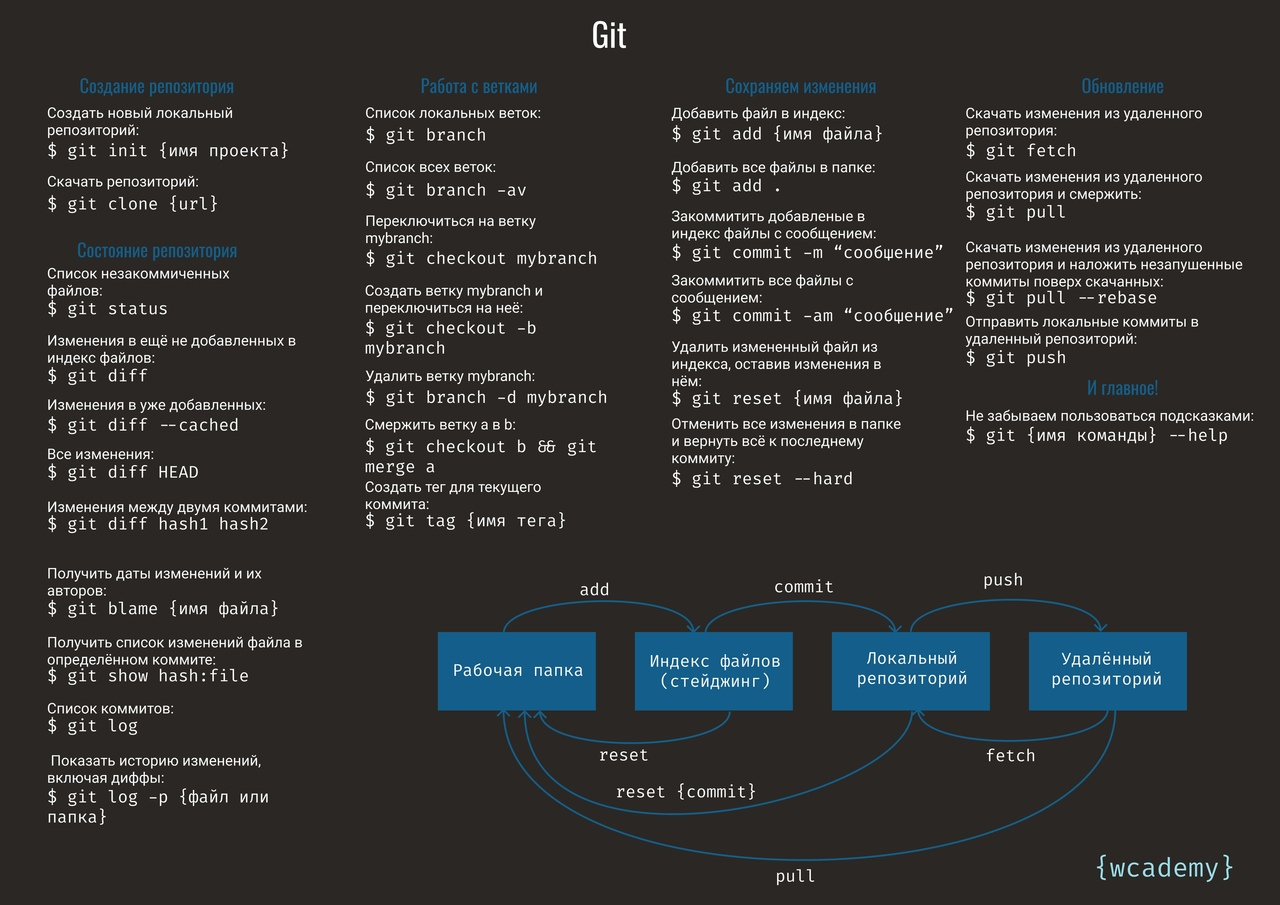 Git
Создание репозитория
Создать новый локальный
репозиторий:
$ git init {имя проекта}
Скачать репозиторий:
$ git clone {url}
Состояние репозитория
Список незакоммиченных
файлов:
$ git status
Изменения в ещё не добавленных в
индекс файлов:
$ git diff
Изменения в уже добавленных:
$ git diff --cached
Все изменения:
$ git diff HEAD
Изменения между двумя коммитами:
$ git diff hash1 hash2
Получить даты изменений и их
авторов:
$ git blame {имя файла}
Получить список изменений файла в
определённом коммите:
$ git show hash:file
Список коммитов:
$ git log
Показать историю изменений,
включая диффы:
$ git log -p {файл или
папка}
Работа с ветками
Список локальных веток:
$ git branch
Список всех веток:
$ git branch -av
Переключиться на ветку
mybranch:
$ git checkout mybranch
Создать ветку mybranch и
переключиться на неё:
$ git checkout -b
mybranch
Удалить ветку mybranch:
$ git branch -d mybranch
Смержить ветку a в b:
$ git checkout b && git
merge a
Создать тег для текущего
коммита:
$ git tag {имя тега}
Сохраняем изменения
Добавить файл в индекс:
$ git add {имя файла}
Добавить все файлы в папке:
$ git add .
Закоммитить добавленые в
индекс файлы с сообщением:
$ git commit -m “сообщение”
Закоммитить все файлы с
сообщением:
$ git commit -am “сообщение”
Удалить измененный файл из
индекса, оставив изменения в
нём:
$ git reset {имя файла}
Отменить все изменения в папке
и вернуть всё к последнему
коммиту:
$ git reset --hard
Обновление
Скачать изменения из удаленного
репозитория:
$ git fetch
Скачать изменения из удаленного
репозитория и смержить:
$ git pull
Скачать изменения из удаленного
репозитория и наложить незапушенные
коммиты поверх скачанных:
$ git pull --rebase
Отправить локальные коммиты в
удаленный репозиторий:
$ git push
И главное!
Не забываем пользоваться подсказками:
$ git {имя команды} --help
add
commit
push
Рабочая папка
Индекс файлов
(стейджинг)
Локальный
репозиторий
Удалённый
репозиторий
reset
fetch
reset {commit}
pull
{wcademy}